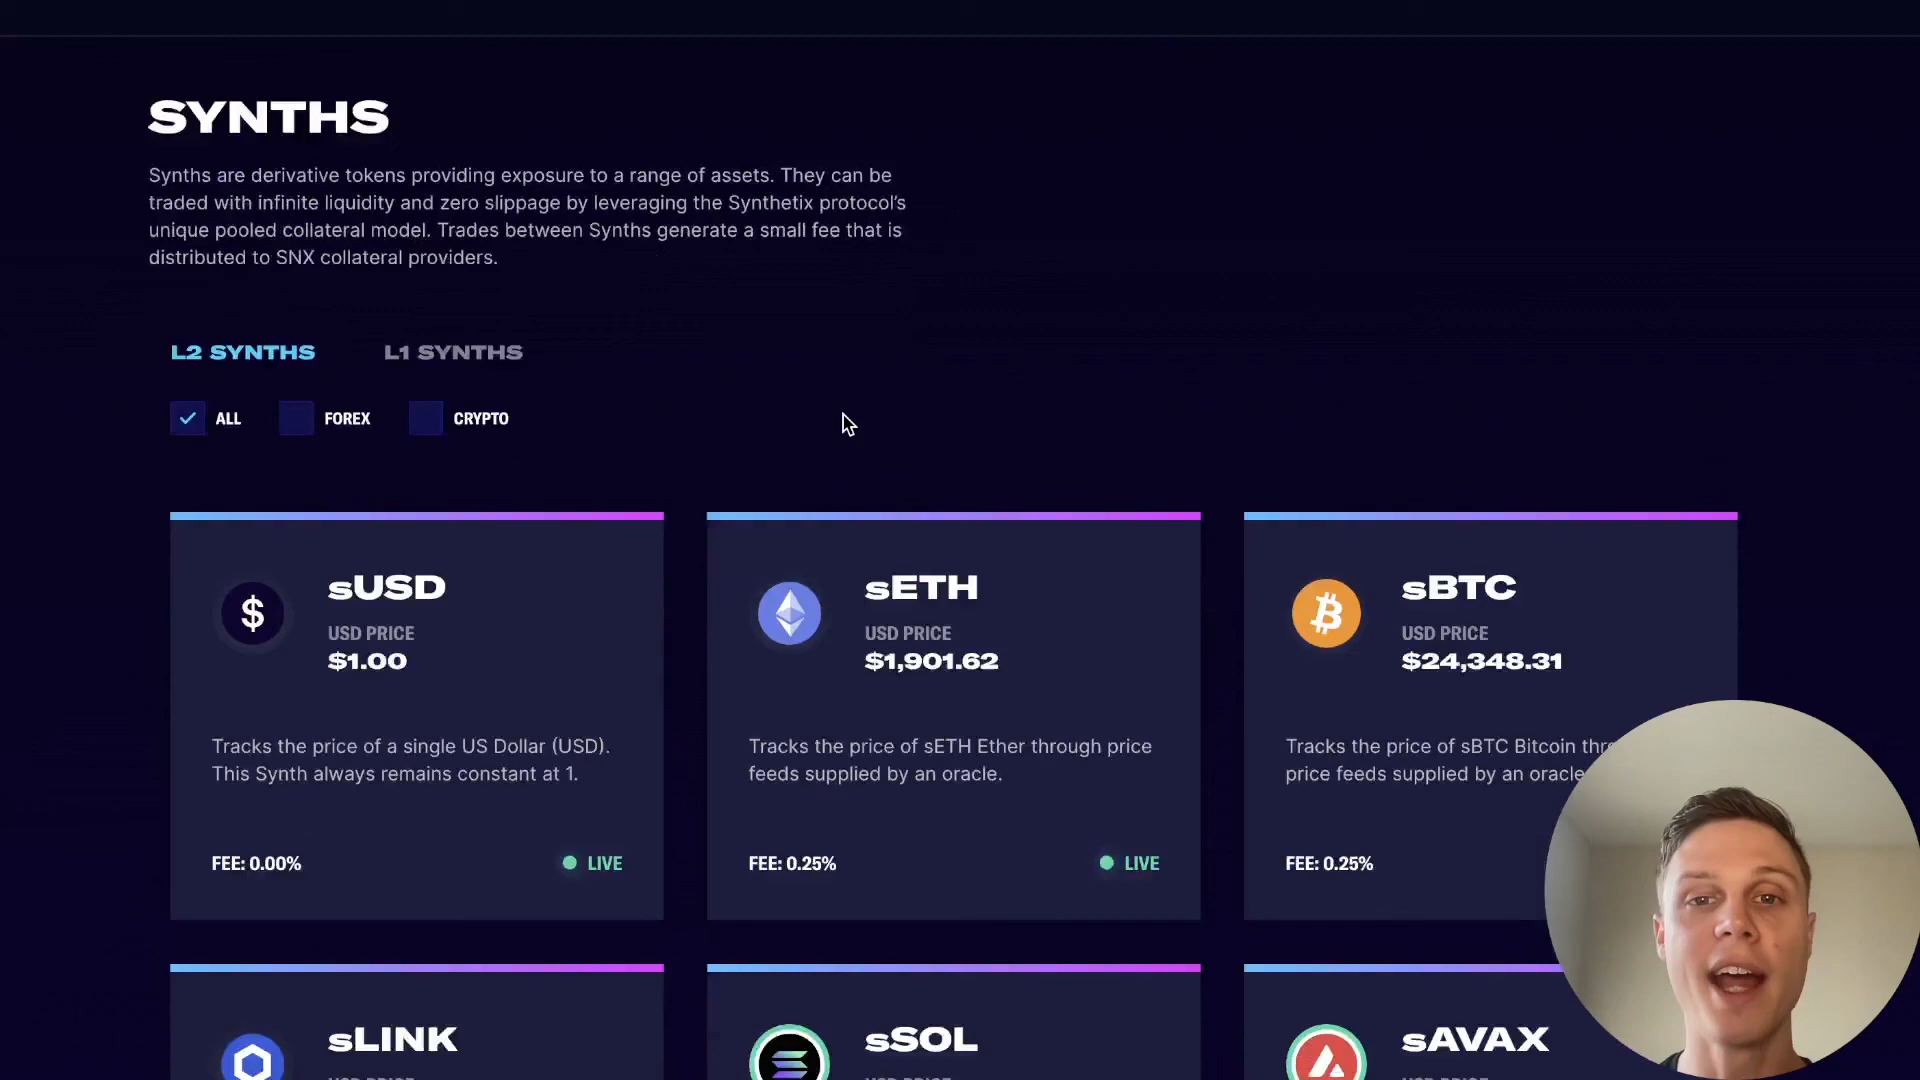 SYNTHS
Synths are derivative tokens providing exposure to a range of assets. They can be
traded with infinite liquidity and zero slippage by leveraging the Synthetix protocol's
unique pooled collateral model. Trades between Synths generate a small fee that is
distributed to SNX collateral providers.
L2 SYNTHS
L1 SYNTHS
ALL
FOREX
CRYPTO
sUSD
USD PRICE
$1.00
Tracks the price of a single US Dollar (USD).
This Synth always remains constant at 1.
FEE: 0.00%
LIVE
sETH
USD PRICE
$1,901.62
Tracks the price of sETH Ether through price
feeds supplied by an oracle.
FEE: 0.25%
LIVE
sBTC
USD PRICE
$24,348.31
Tracks the price of sBTC Bitcoin
price feeds supplied by an oracle
FEE: 0.25%
sLINK
sSOL
sAVAX